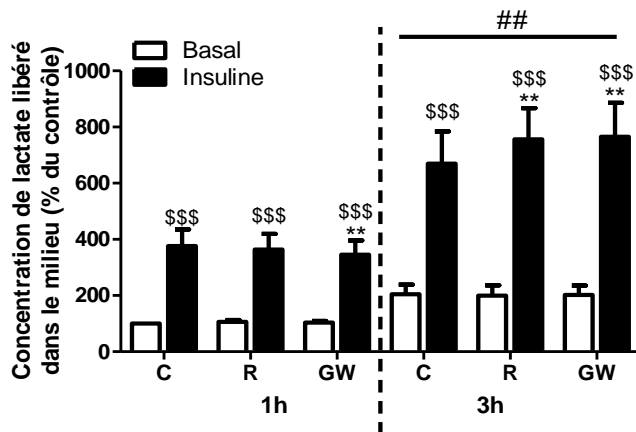 ##
Basal
Insuline
Concentration de lactate libéré
dans le milieu (% du contrôle)
1000
800
600
400
200
0
$$$
$$$
$$$
**
$$$
$$$
**
$$$
**
C R GW C R GW
1h 3h